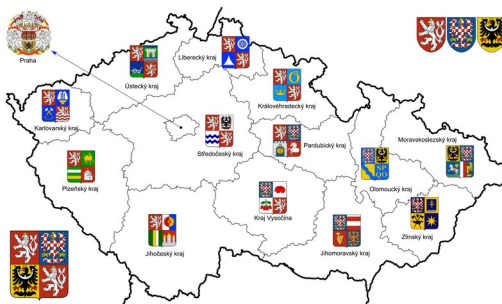 Praha
Liberecký kraj
Ústecký kraj
Královéhradecký kraj
Karlovarský kraj
Středočeský kraj
Pardubický kraj
Moravskoslezský kraj
Plzeňský kraj
Olomoucký kraj
Kraj Vysočina
Zlínský kraj
Jihočeský kraj
Jihomoravský kraj